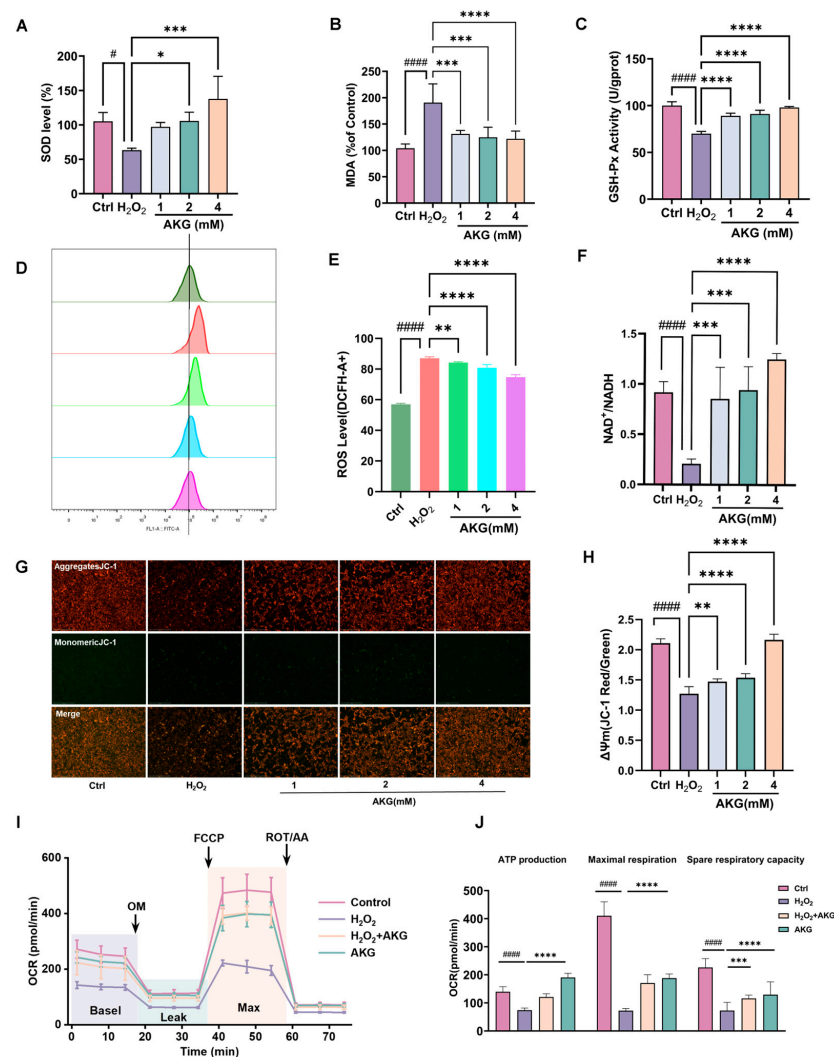 A
SOD level (%)
200
150
100
50
0
#
*
***
Ctrl H₂O₂ 1 2 4
AKG (mM)
B
MDA (%of Control)
250
200
150
100
50
0
####
***
***
****
Ctrl H₂O₂ 1 2 4
AKG (mM)
C
GSH-Px Activity (U/gprot)
150
100
50
0
####
****
****
****
Ctrl H₂O₂ 1 2 4
AKG (mM)
D
FL1-A :: FITC-A
E
ROS Level(DCFH-A+)
100
80
60
40
20
0
####
**
****
****
Ctrl H₂O₂ 1 2 4
AKG(mM)
F
NAD⁺/NADH
1.5
1.0
0.5
0.0
####
***
***
****
Ctrl H₂O₂ 1 2 4
AKG(mM)
G
AggregatesJC-1
MonomericJC-1
Merge
Ctrl H₂O₂ 1 2 4
AKG(mM)
H
ΔΨm(JC-1 Red/Green)
2.5
2.0
1.5
1.0
0.5
0.0
####
**
****
****
Ctrl H₂O₂ 1 2 4
AKG(mM)
I
OCR (pmol/min)
600
400
200
0
OM
FCCP
ROT/AA
Basel
Leak
Max
0 10 20 30 40 50 60 70
Time (min)
Control
H₂O₂
H₂O₂+AKG
AKG
J
ATP production Maximal respiration Spare respiratory capacity
OCR(pmol/min)
500
400
300
200
100
0
#### ****
#### ****
#### ****
***
Ctrl
H₂O₂
H₂O₂+AKG
AKG